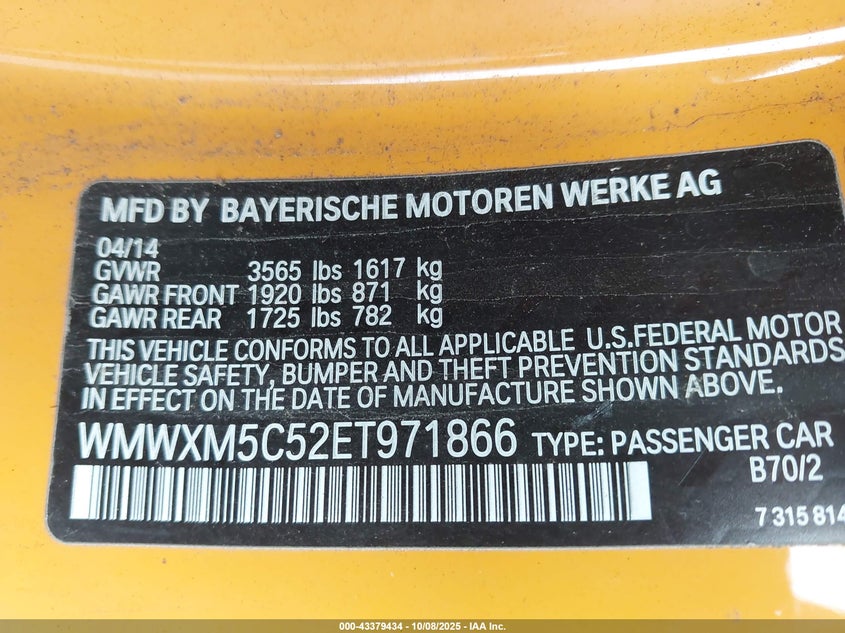 MFD BY BAYERISCHE MOTOREN WERKE AG
04/14
GVWR 3565 lbs 1617 kg
GAWR FRONT 1920 lbs 871 kg
GAWR REAR 1725 lbs 782 kg
THIS VEHICLE CONFORMS TO ALL APPLICABLE U.S.FEDERAL MOTOR
VEHICLE SAFETY, BUMPER AND THEFT PREVENTION STANDARDS
IN EFFECT ON THE DATE OF MANUFACTURE SHOWN ABOVE.
WMWXM5C52ET971866 TYPE: PASSENGER CAR
B70/2
7 315 814
000-43379434 - 10/08/2025 - IAA Inc.